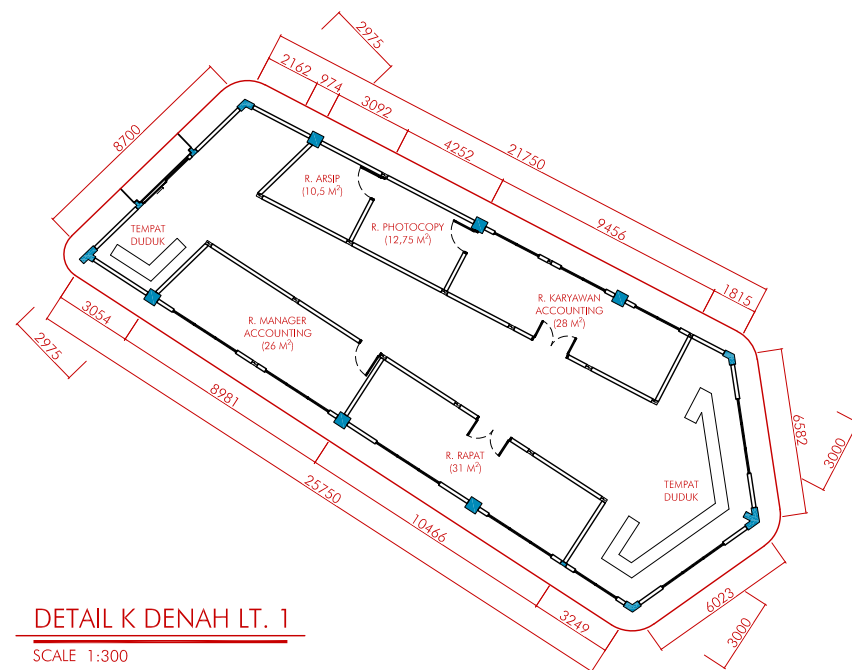 2975
2162
974
3092
4252
21750
9456
1815
8700
R. ARSIP
(10,5 M²)
R. PHOTOCOPY
(12,75 M²)
TEMPAT
DUDUK
R. KARYAWAN
ACCOUNTING
(28 M²)
R. MANAGER
ACCOUNTING
(26 M²)
3054
2975
8981
6582
3000
R. RAPAT
(31 M²)
TEMPAT
DUDUK
25750
10466
3249
6023
3000
DETAIL K DENAH LT. 1
SCALE 1:300